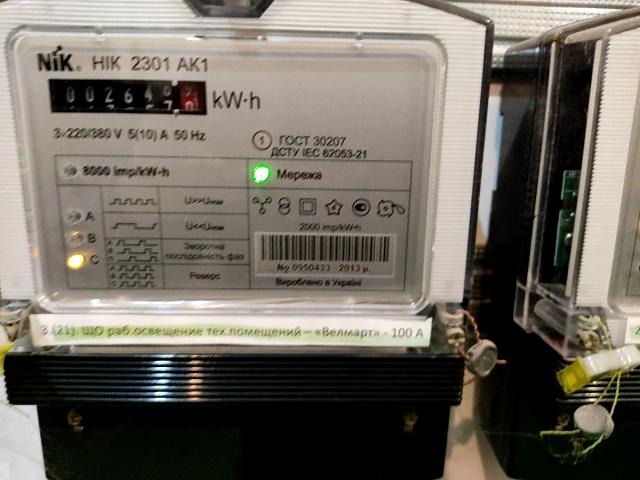 NiK. НІК 2301 АК1
00264
kW·h
3×220/380 V 5(10) A 50 Hz
1 ГОСТ 30207
ДСТУ IEC 62053-21
8000 imp/kW·h
Мережа
U>>Uном
A
U<<Uном
B
C
A
B
C
Зворотна
послідовність фаз
A
B
C
Реверс
2000 imp/kW·h
№ 0950433 2013 р.
Вироблено в Україні
3.(21). ЩО раб.освещение тех.помещений – «Велмарт» - 100 А